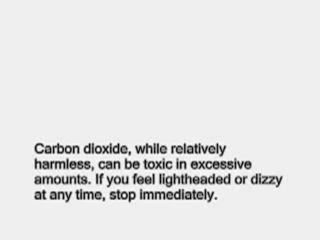 Carbon dioxide, while relatively
harmless, can be toxic in excessive
amounts. If you feel lightheaded or dizzy
at any time, stop immediately.